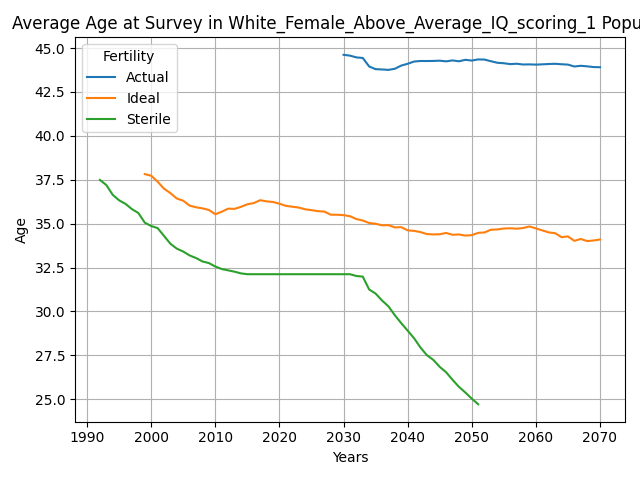 Average Age at Survey in White_Female_Above_Average_IQ_scoring_1 Popu
Fertility
Actual
Ideal
Sterile
Age
45.0
42.5
40.0
37.5
35.0
32.5
30.0
27.5
25.0
1990 2000 2010 2020 2030 2040 2050 2060 2070
Years